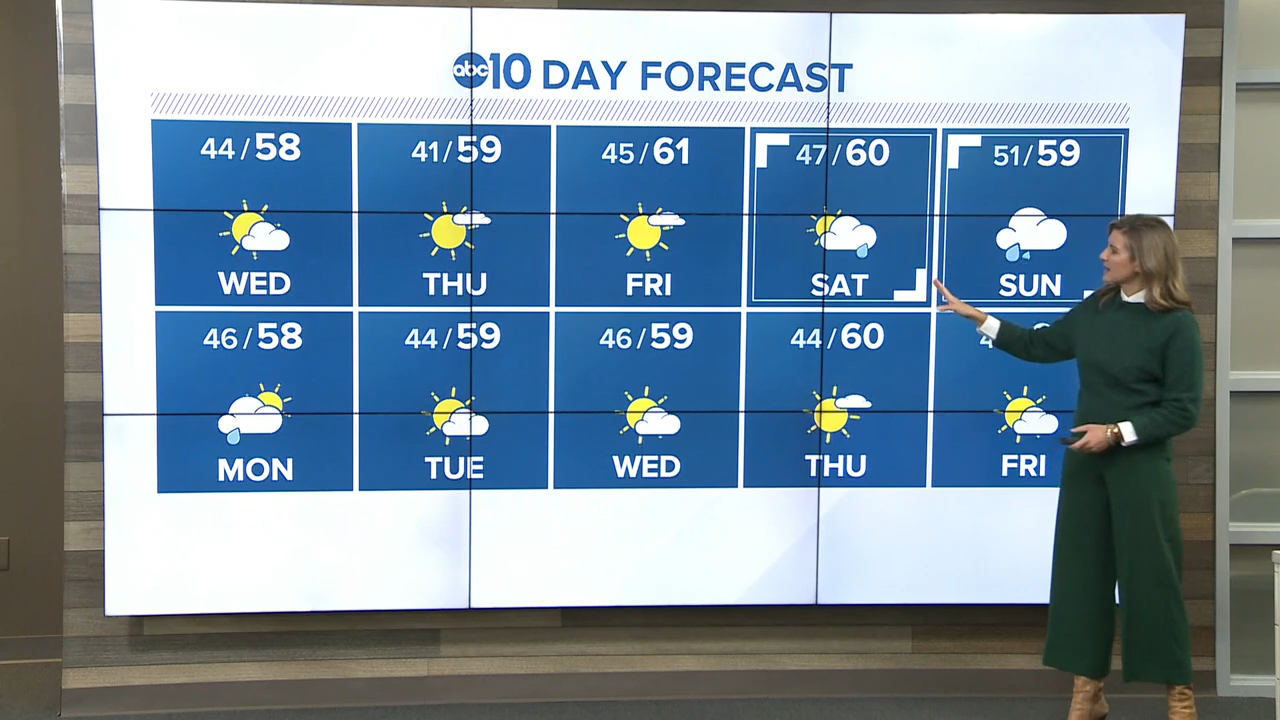 abc10 DAY FORECAST
44/58 41/59 45/61 47/60 51/59
WED THU FRI SAT SUN
46/58 44/59 46/59 44/60 4
MON TUE WED THU FRI